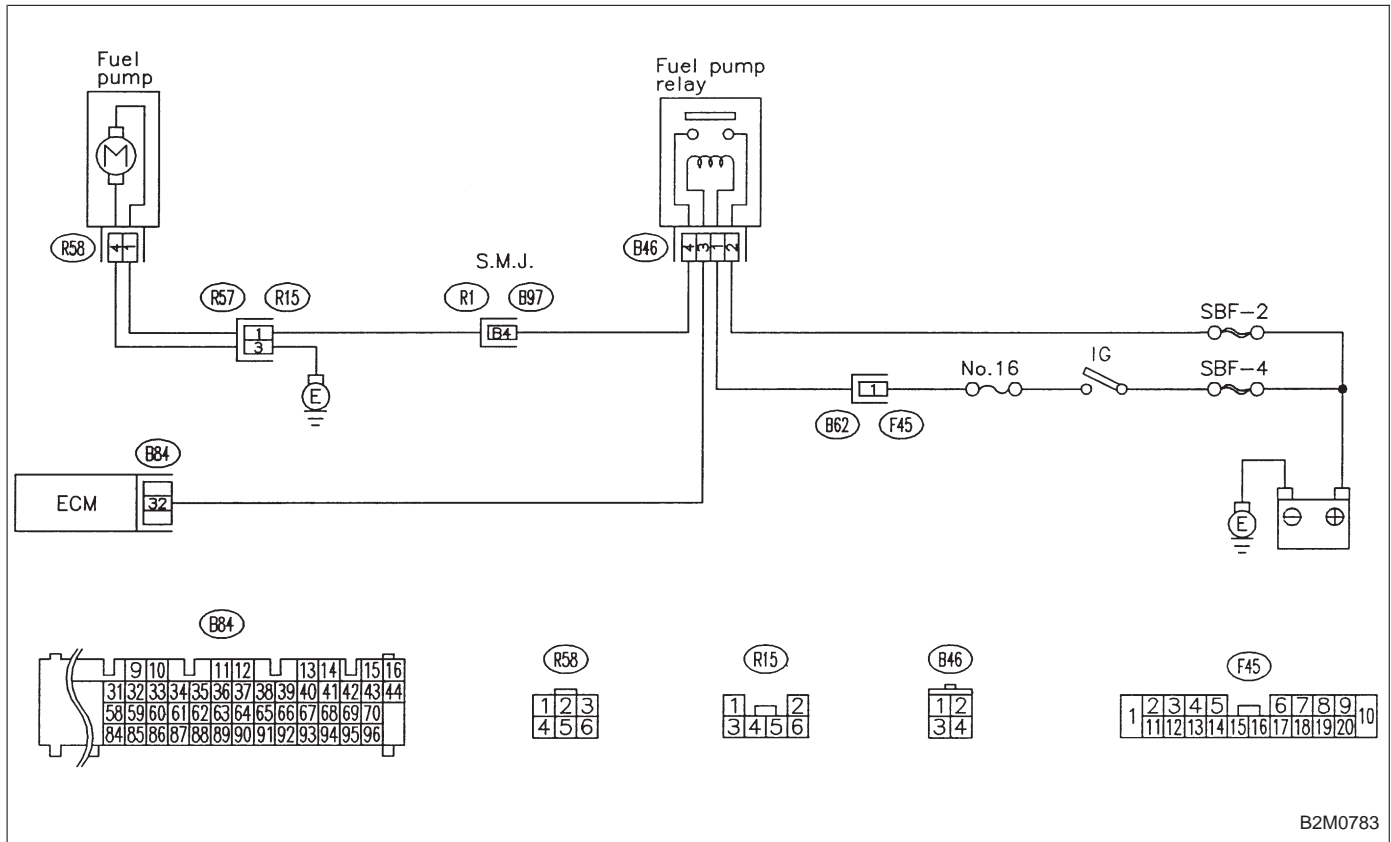 Fuel
pump
M
Fuel pump
relay
R58
4 1
B46
4 3 1 2
S.M.J.
R57
R15
R1
B97
1
3
B4
E
SBF-2
No.16
IG
SBF-4
1
B62
F45
B84
ECM
32
E
⊖ ⊕
B84
9 10 11 12 13 14 15 16
31 32 33 34 35 36 37 38 39 40 41 42 43 44
58 59 60 61 62 63 64 65 66 67 68 69 70
84 85 86 87 88 89 90 91 92 93 94 95 96
R58
1 2 3
4 5 6
R15
1 2
3 4 5 6
B46
1 2
3 4
F45
1 2 3 4 5 6 7 8 9 10
11 12 13 14 15 16 17 18 19 20
B2M0783